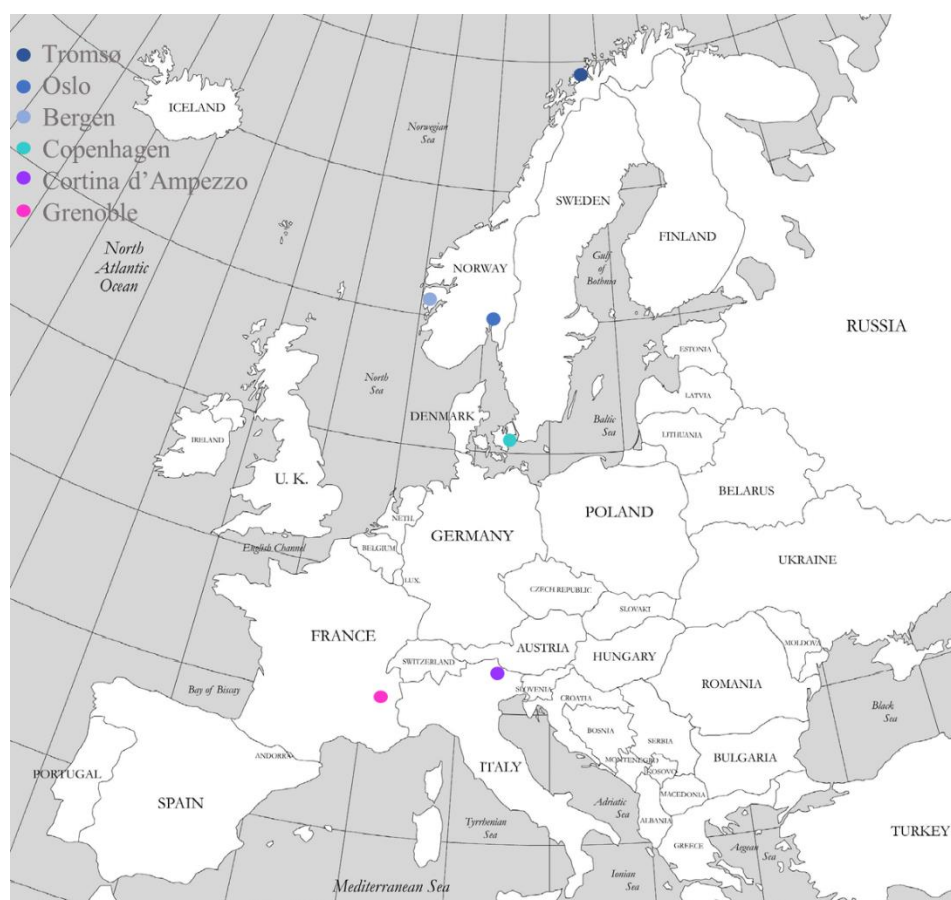 Tromsø
Oslo
Bergen
Copenhagen
Cortina d’Ampezzo
Grenoble
ICELAND
Norwegian
Sea
North
Atlantic
Ocean
SWEDEN
FINLAND
NORWAY
Gulf
of
Bothnia
RUSSIA
ESTONIA
North
Sea
LATVIA
DENMARK
Baltic
Sea
LITHUANIA
IRELAND
U. K.
BELARUS
NETH.
POLAND
GERMANY
English Channel
BELGIUM
UKRAINE
LUX.
CZECH REPUBLIC
SLOVAKI
FRANCE
AUSTRIA
MOLDOVA
SWITZERLAND
HUNGARY
ROMANIA
Bay of Biscay
SLOVENIA
CROATIA
Black
Sea
BOSNIA
SERBIA
ANDORRA
MONTENEGRO
BULGARIA
ITALY
KOSOVO
PORTUGAL
MACEDONIA
SPAIN
Adriatic
Sea
ALBANIA
Tyrrhenian
Sea
TURKEY
GREECE
Aegean
Sea
Ionian
Sea
Mediterranean Sea